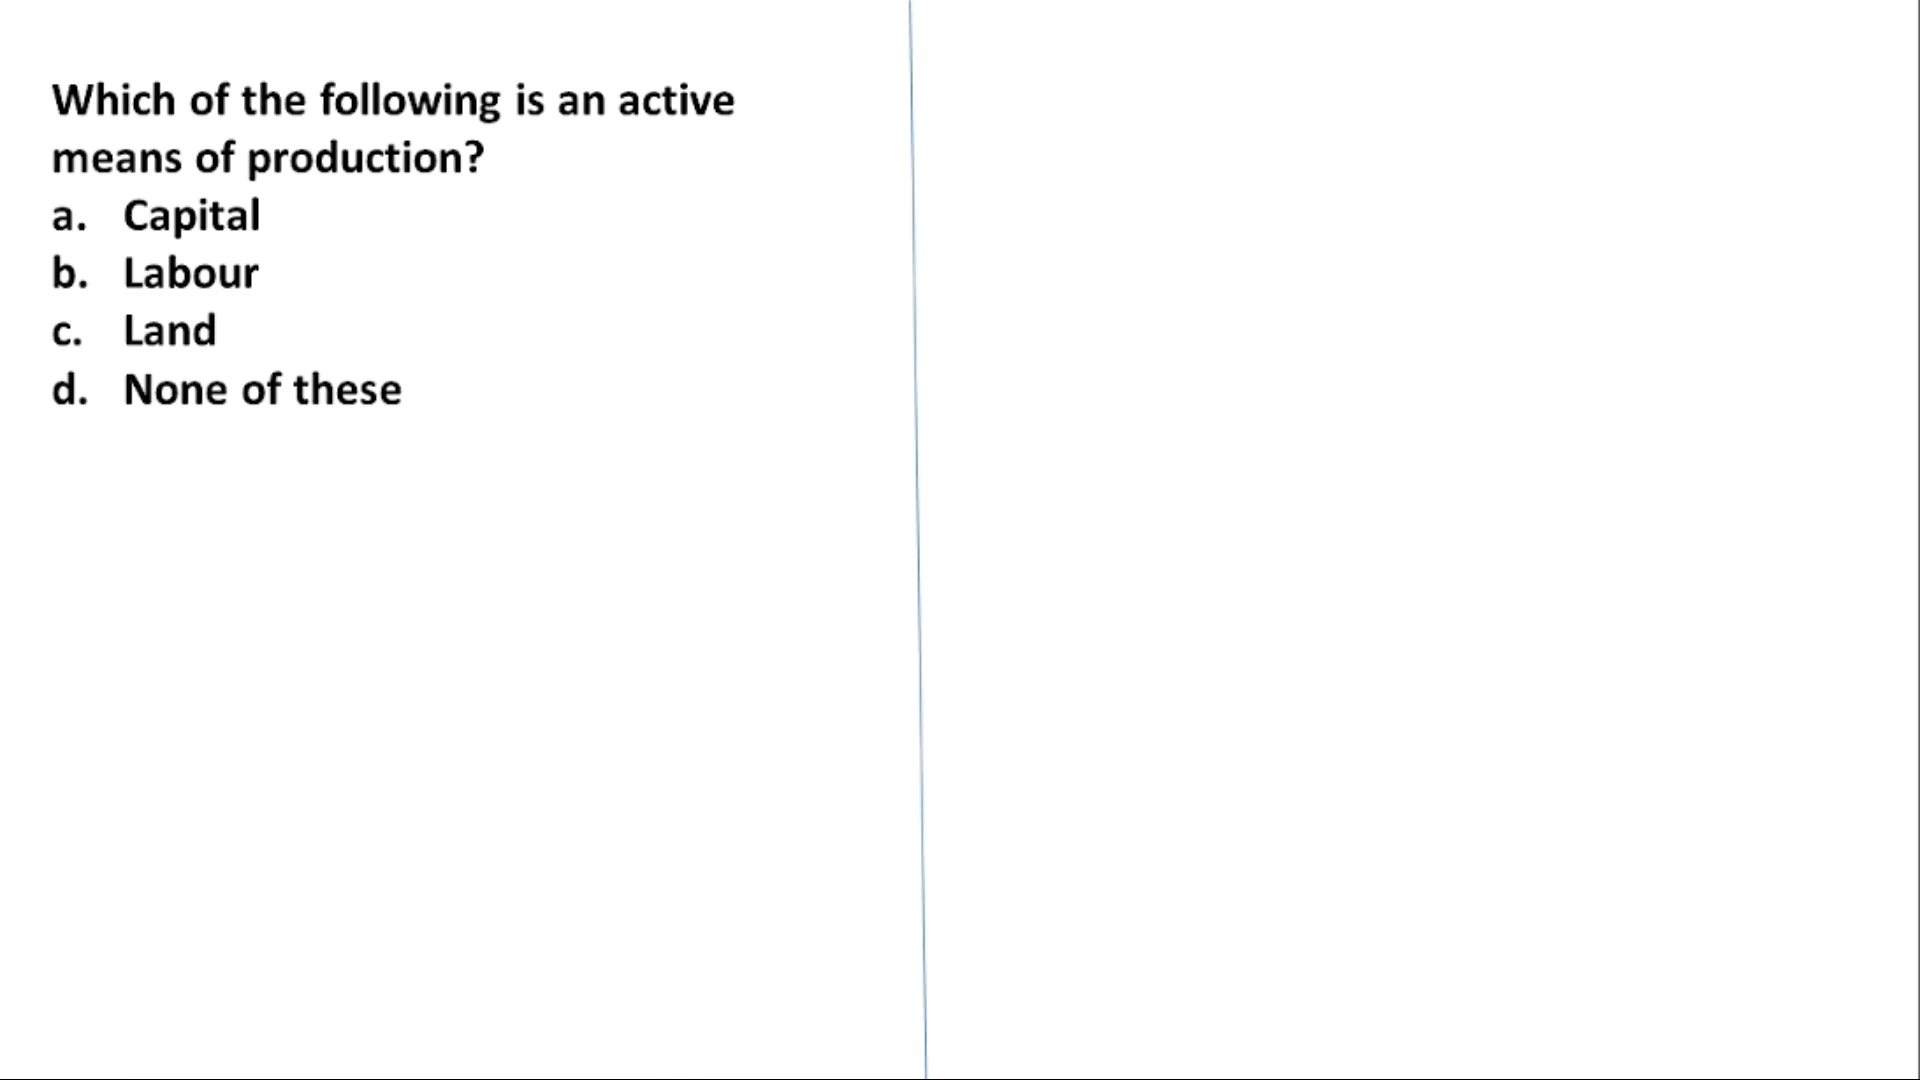 Which of the following is an active
means of production?
a. Capital
b. Labour
c. Land
d. None of these